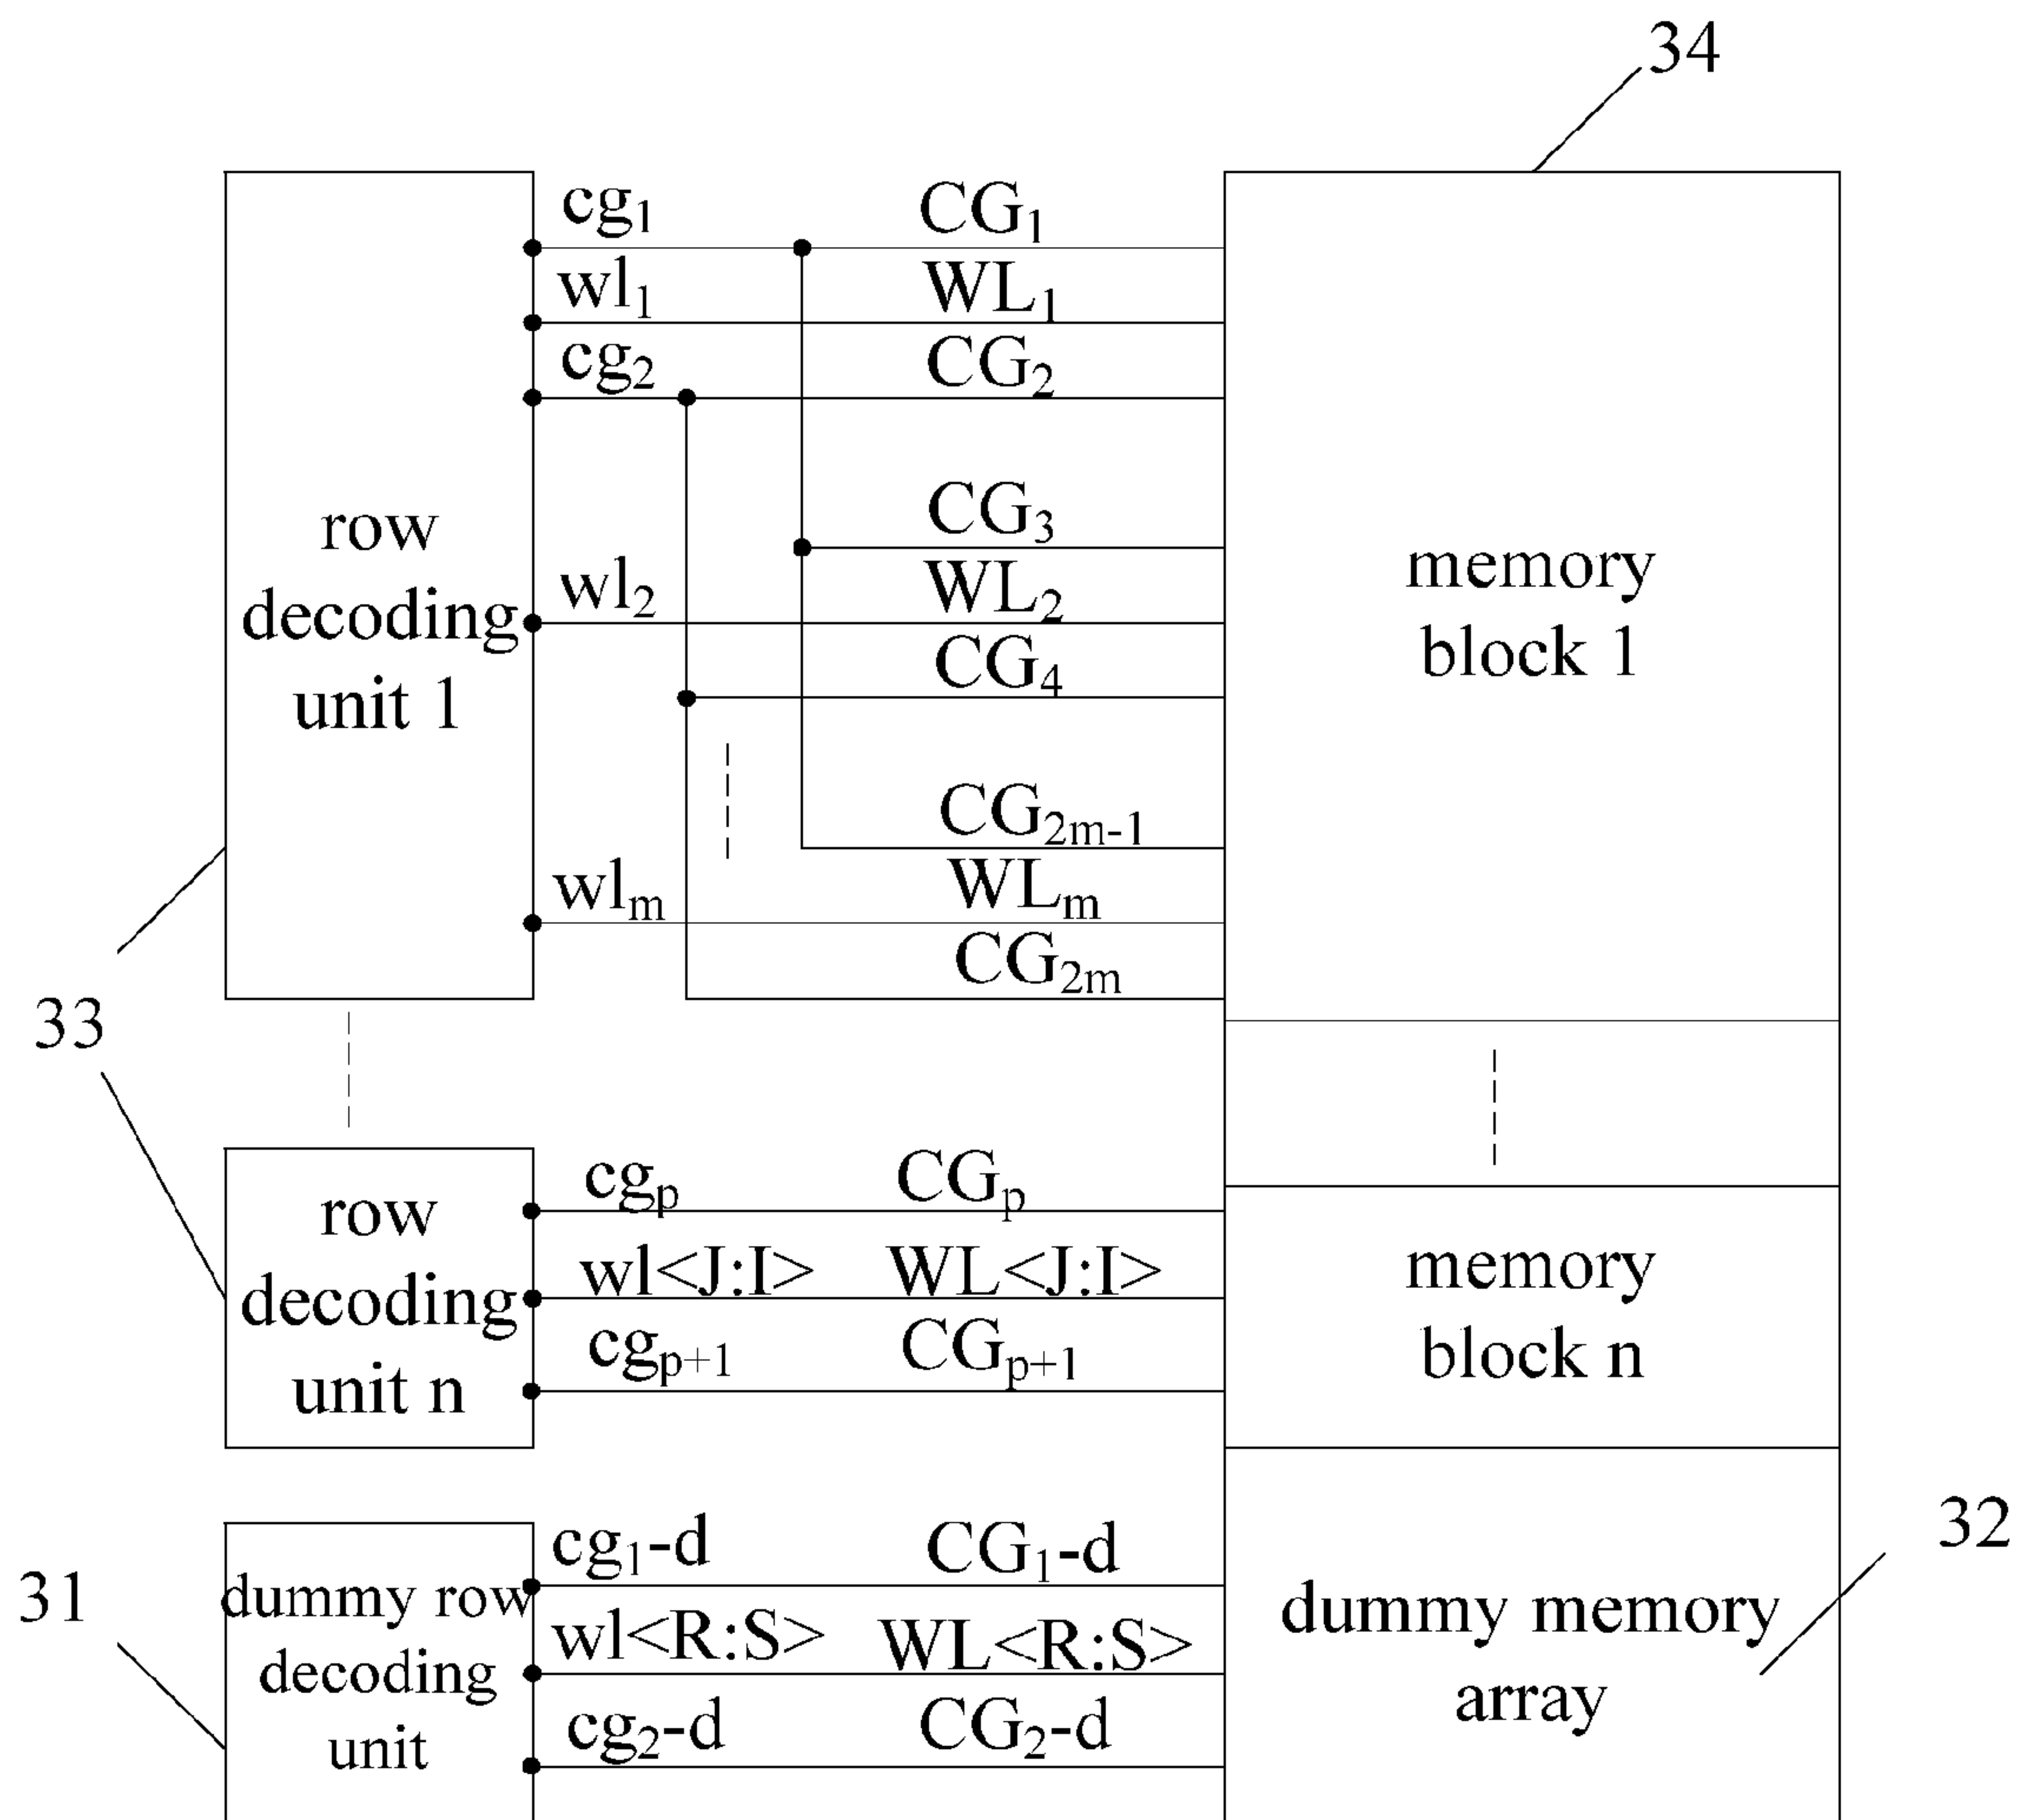 34
cg₁ CG₁
wl₁ WL₁
cg₂ CG₂
CG₃
wl₂ WL₂
CG₄
CG₂ₘ₋₁
wlₘ WLₘ
CG₂ₘ
row
decoding
unit 1
memory
block 1
33
cgₚ CGₚ
wl<J:I> WL<J:I>
cgₚ₊₁ CGₚ₊₁
row
decoding
unit n
memory
block n
31
32
cg₁-d CG₁-d
wl<R:S> WL<R:S>
cg₂-d CG₂-d
dummy row
decoding
unit
dummy memory
array